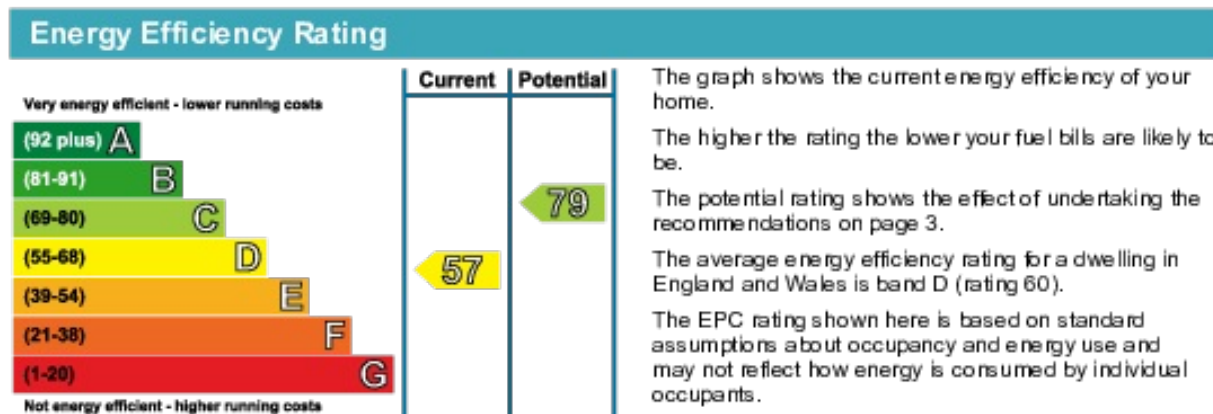 Energy Efficiency Rating
Current Potential
Very energy efficient - lower running costs
(92 plus) A
(81-91) B
(69-80) C
79
(55-68) D
57
(39-54) E
(21-38) F
(1-20) G
Not energy efficient - higher running costs
The graph shows the current energy efficiency of your
home.
The higher the rating the lower your fuel bills are likely to
be.
The potential rating shows the effect of undertaking the
recommendations on page 3.
The average energy efficiency rating for a dwelling in
England and Wales is band D (rating 60).
The EPC rating shown here is based on standard
assumptions about occupancy and energy use and
may not reflect how energy is consumed by individual
occupants.